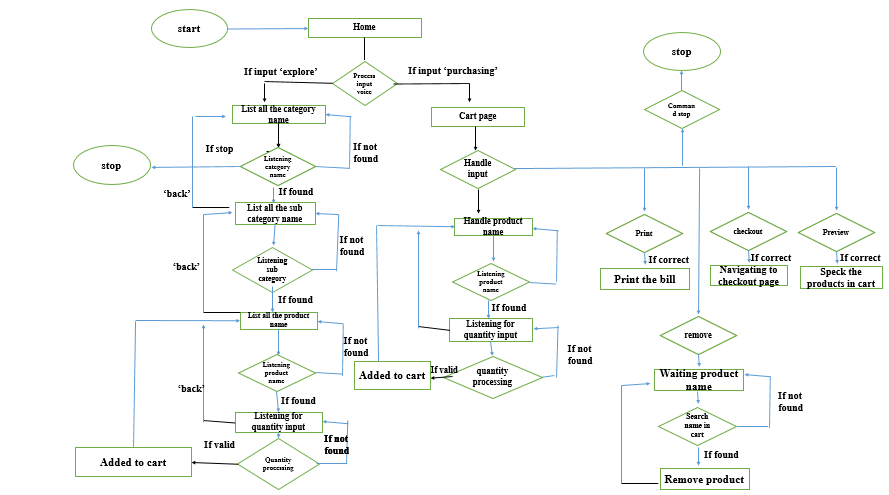 start
Home
stop
If input ‘explore’
Process
input
voice
If input ‘purchasing’
Comman
d stop
List all the category
name
Cart page
If stop
stop
Listening
category
name
If not
found
Handle
input
If found
‘back’
List all the sub
category name
If not
found
Handle product
name
Print
checkout
Preview
‘back’
Listening
sub
category
If correct
If correct
If correct
Listening
product
name
Print the bill
Navigating to
checkout page
Speck the
products in cart
If found
If found
List all the product
name
Listening for
quantity input
remove
If not
found
If not
found
Listening
product
name
Added to cart
If valid
quantity
processing
Waiting product
name
‘back’
If found
If not
found
Listening for
quantity input
Search
name in
cart
If not
found
If valid
If found
Added to cart
Quantity
processing
Remove product